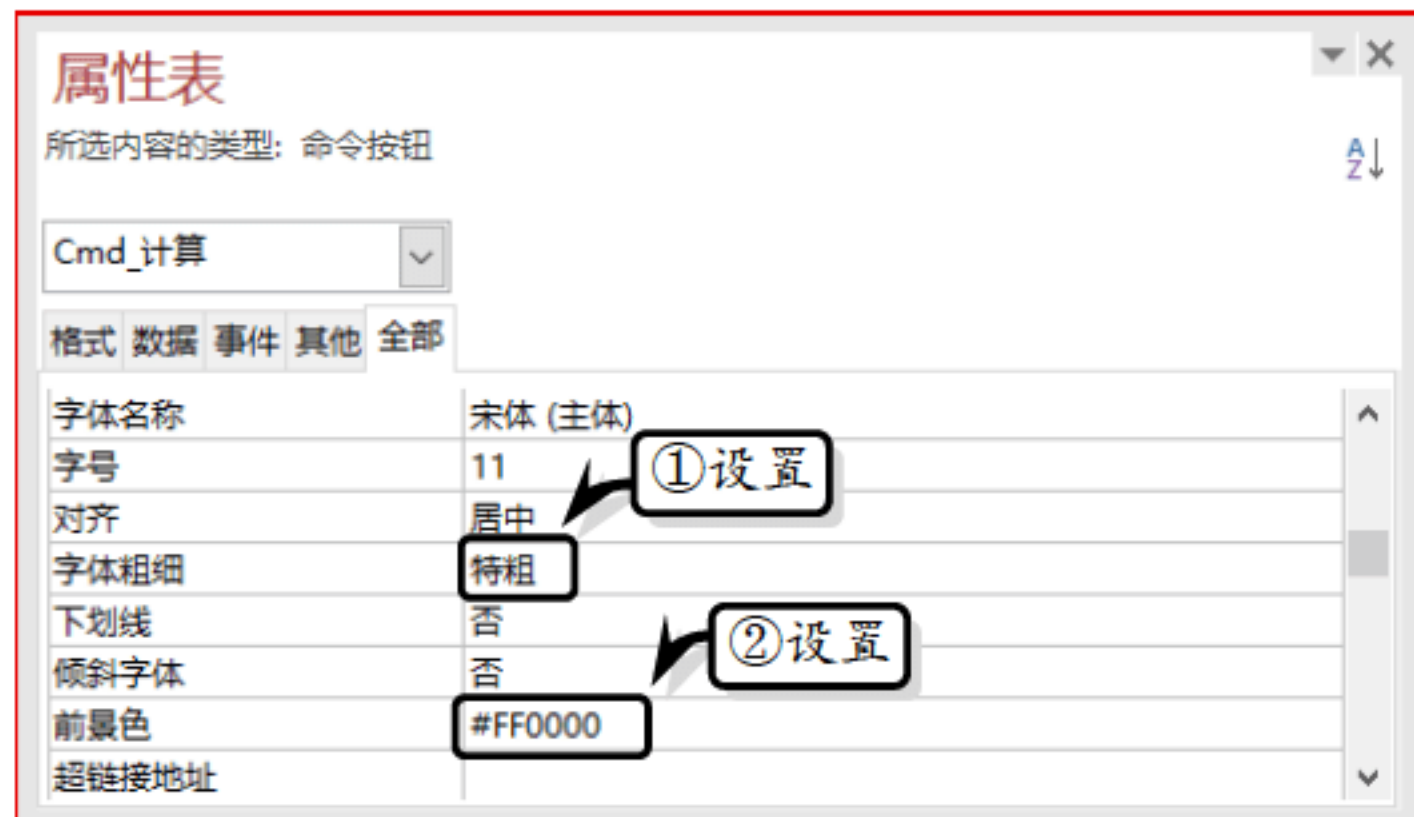 属性表
所选内容的类型: 命令按钮
Cmd_计算
格式 数据 事件 其他 全部
字体名称 宋体 (主体)
字号 11
①设置
对齐 居中
字体粗细 特粗
下划线 否
②设置
倾斜字体 否
前景色 #FF0000
超链接地址